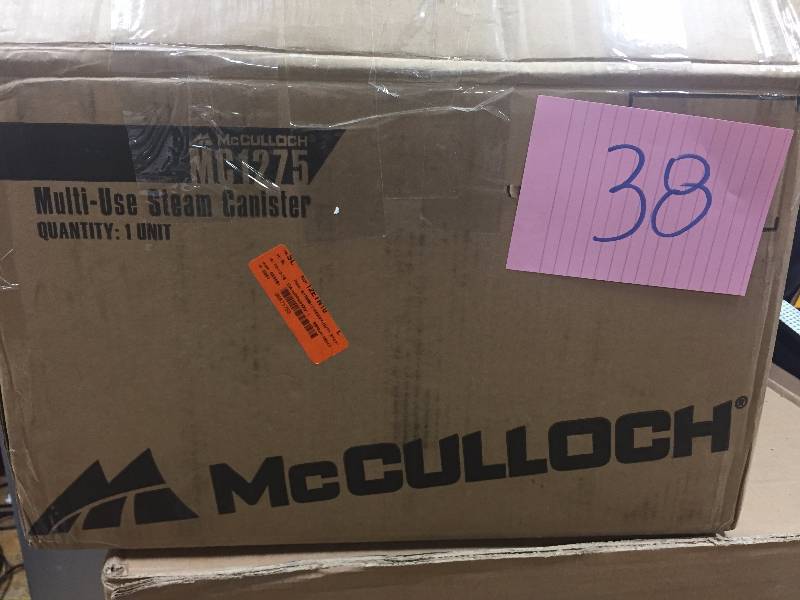 McCULLOCH®
MC1275
Multi-Use Steam Canister
QUANTITY: 1 UNIT
38
McCULLOCH®